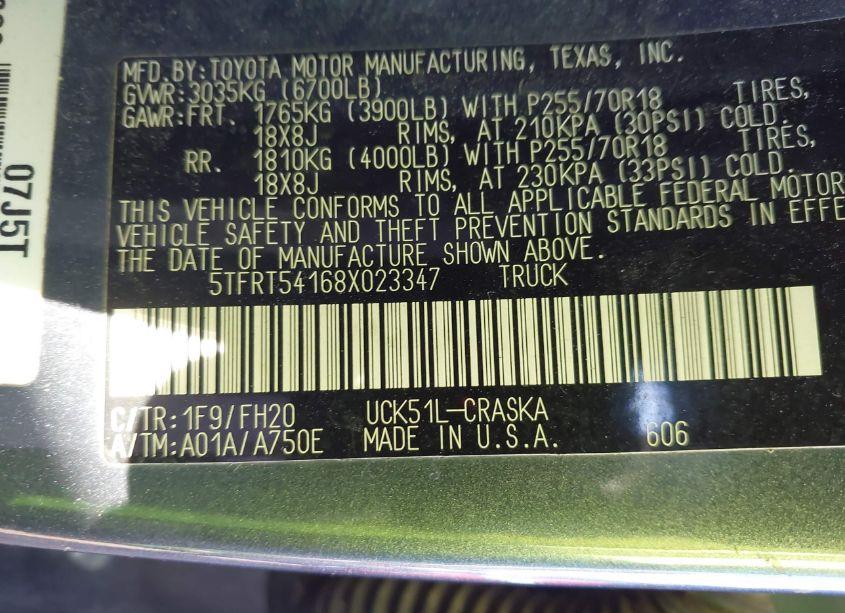 MFD.BY:TOYOTA MOTOR MANUFACTURING, TEXAS, INC.
GVWR:3035KG (6700LB)
GAWR:FRT. 1765KG (3900LB) WITH P255/70R18 TIRES,
18X8J RIMS, AT 210KPA (30PSI) COLD.
RR. 1810KG (4000LB) WITH P255/70R18 TIRES,
18X8J RIMS, AT 230KPA (33PSI) COLD.
THIS VEHICLE CONFORMS TO ALL APPLICABLE FEDERAL MOTOR
VEHICLE SAFETY AND THEFT PREVENTION STANDARDS IN EFFE
THE DATE OF MANUFACTURE SHOWN ABOVE.
5TFRT54168X023347 TRUCK
C/TR:1F9/FH20 UCK51L-CRASKA
A/TM:A01A/A750E MADE IN U.S.A. 606
07J5T